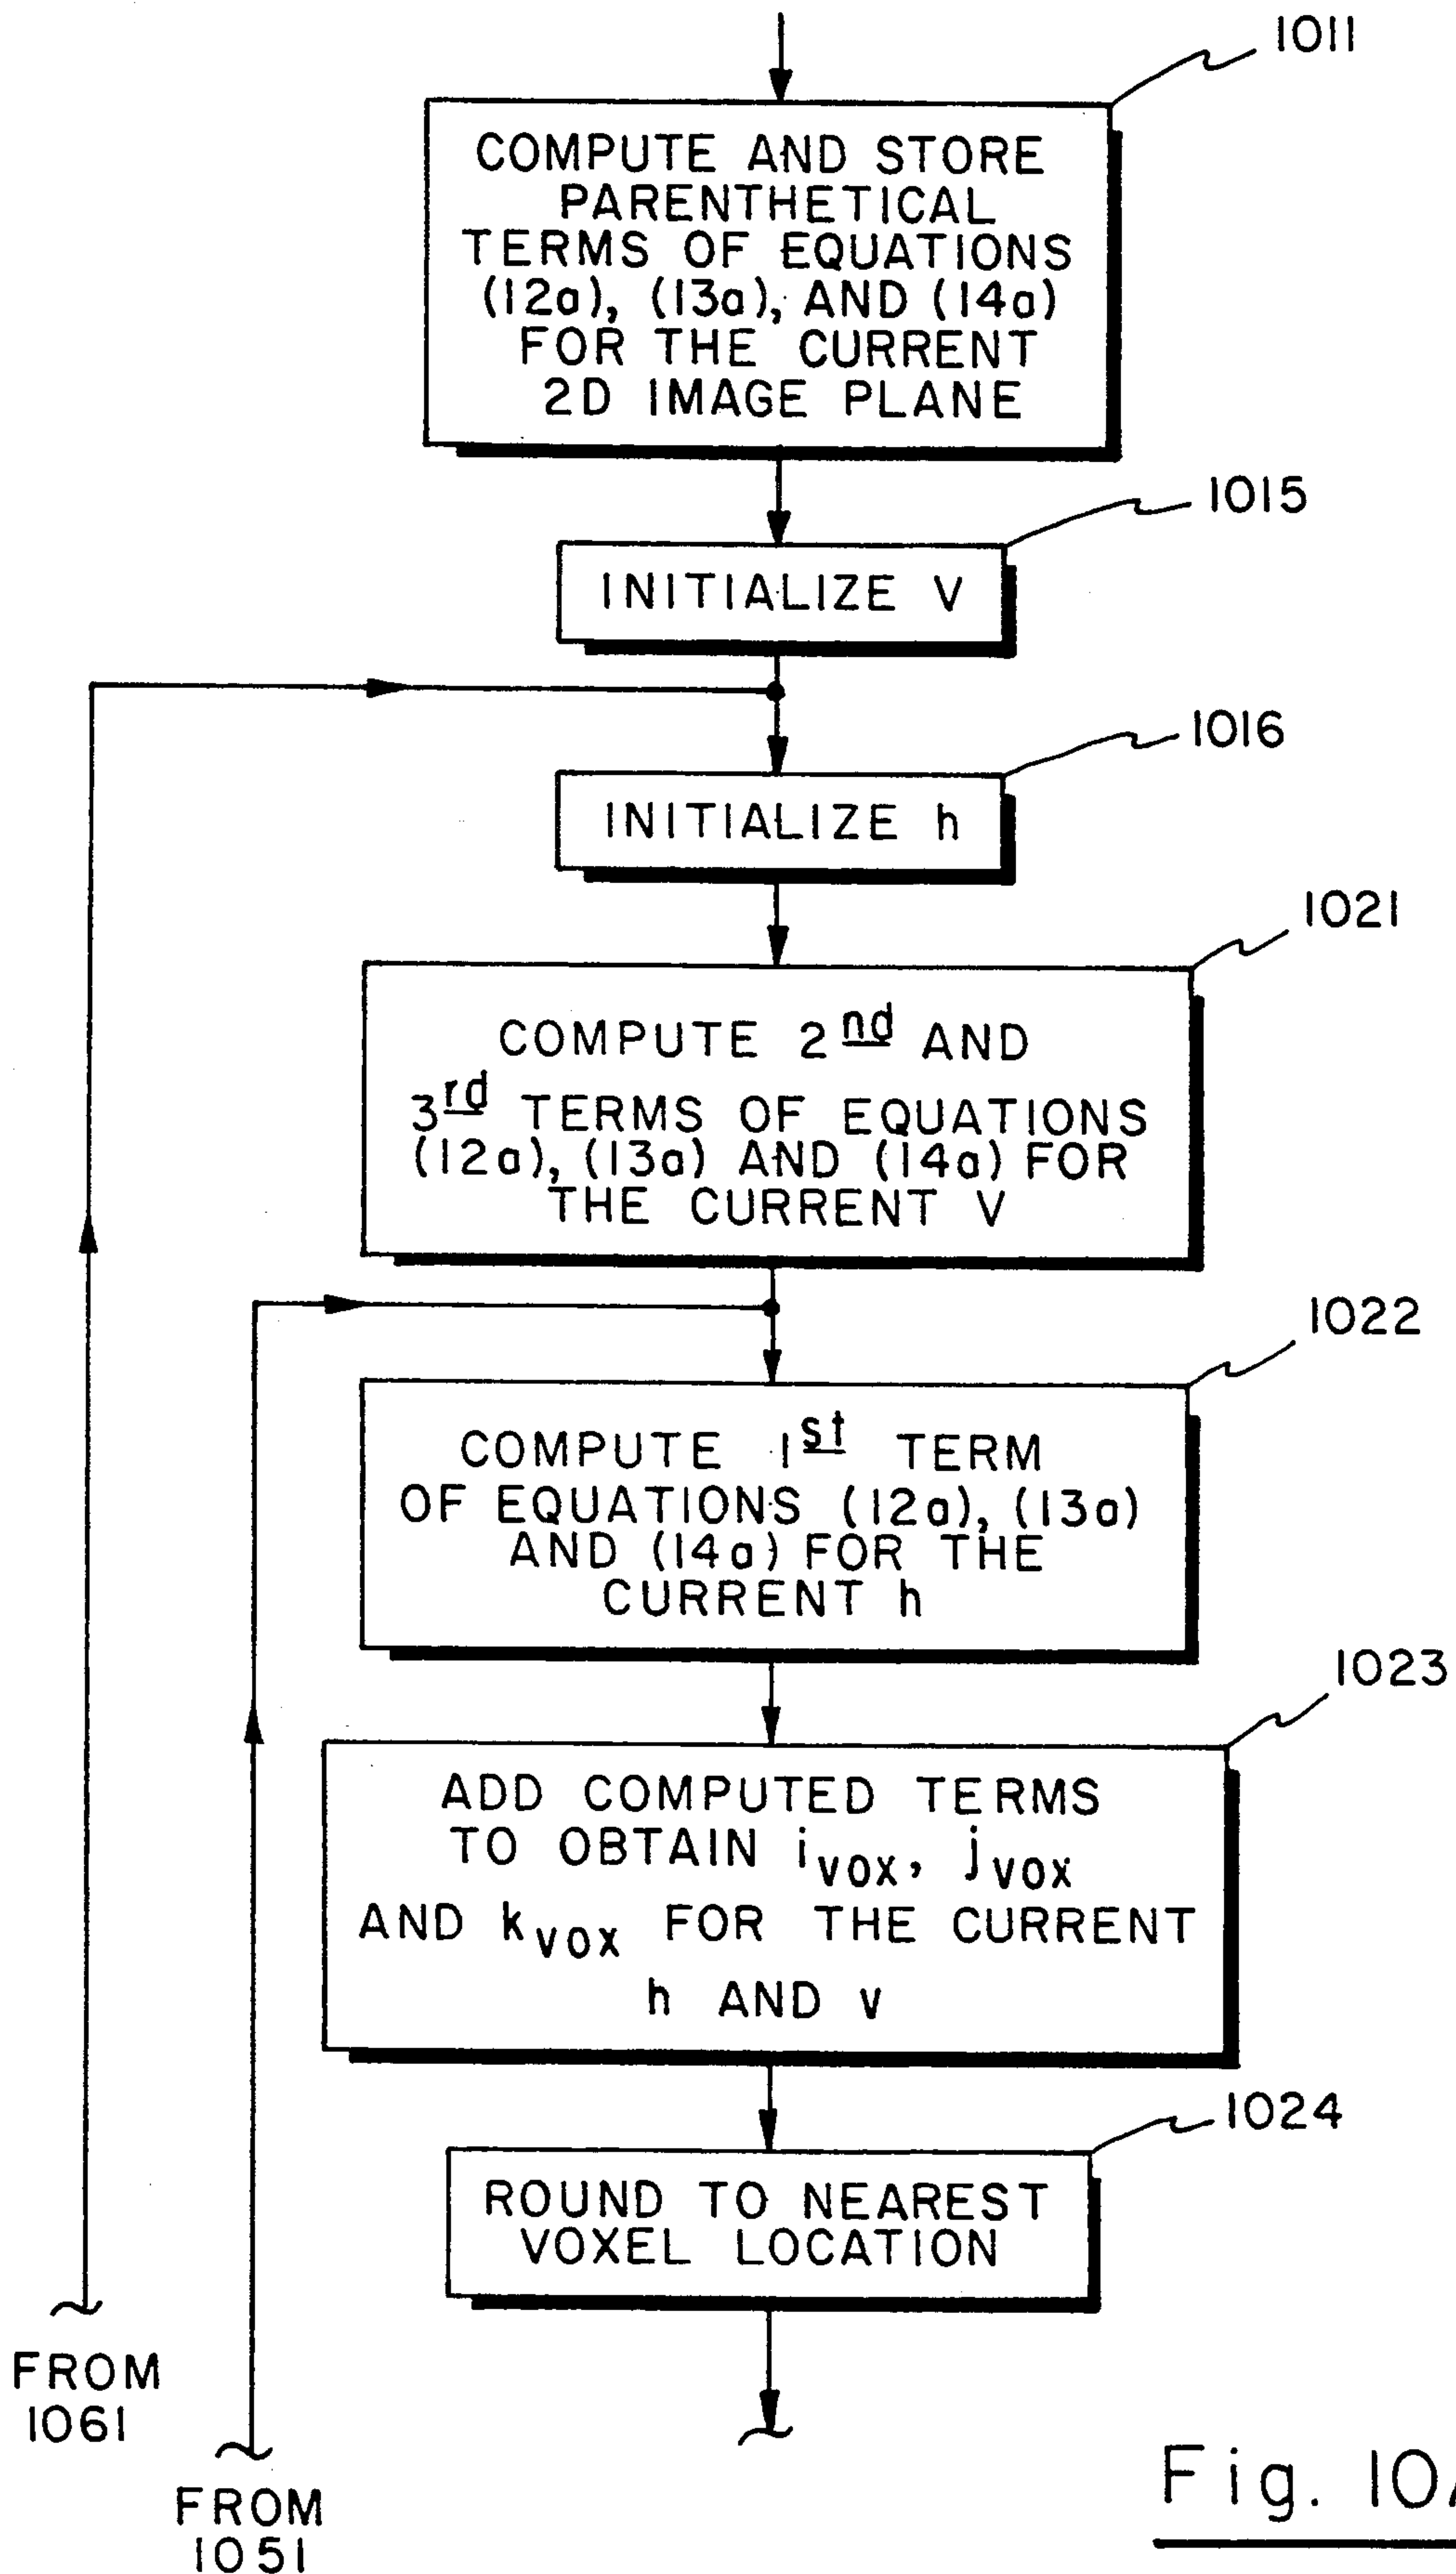 1011
COMPUTE AND STORE
PARENTHETICAL
TERMS OF EQUATIONS
(12a), (13a), AND (14a)
FOR THE CURRENT
2D IMAGE PLANE
1015
INITIALIZE V
1016
INITIALIZE h
1021
COMPUTE 2nd AND
3rd TERMS OF EQUATIONS
(12a), (13a) AND (14a) FOR
THE CURRENT V
1022
COMPUTE 1st TERM
OF EQUATIONS (12a), (13a)
AND (14a) FOR THE
CURRENT h
1023
ADD COMPUTED TERMS
TO OBTAIN ivox, jvox
AND kvox FOR THE CURRENT
h AND v
1024
ROUND TO NEAREST
VOXEL LOCATION
FROM
1061
FROM
1051
Fig. 10A